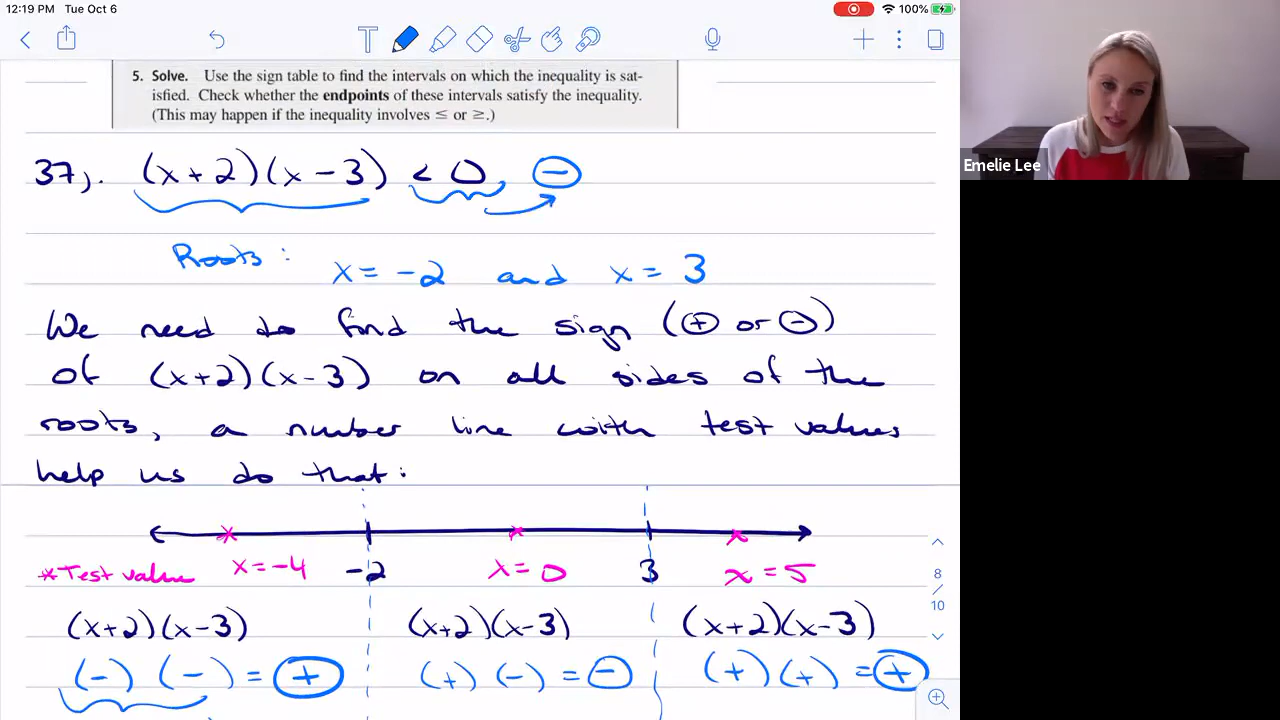 12:19 PM Tue Oct 6
100%
5. Solve. Use the sign table to find the intervals on which the inequality is sat-
isfied. Check whether the endpoints of these intervals satisfy the inequality.
(This may happen if the inequality involves ≤ or ≥.)
Emelie Lee
37). (x+2)(x-3) < 0, ⊖
Roots: x = -2 and x = 3
We need to find the sign (⊕ or ⊖)
of (x+2)(x-3) on all sides of the
roots, a number line with test values
help us do that:
*Test value x=-4 -2 x=0 3 x=5
8
/
10
(x+2)(x-3) (x+2)(x-3) (x+2)(x-3)
(-) (-) = ⊕ (+) (-) = ⊖ (+) (+) = ⊕